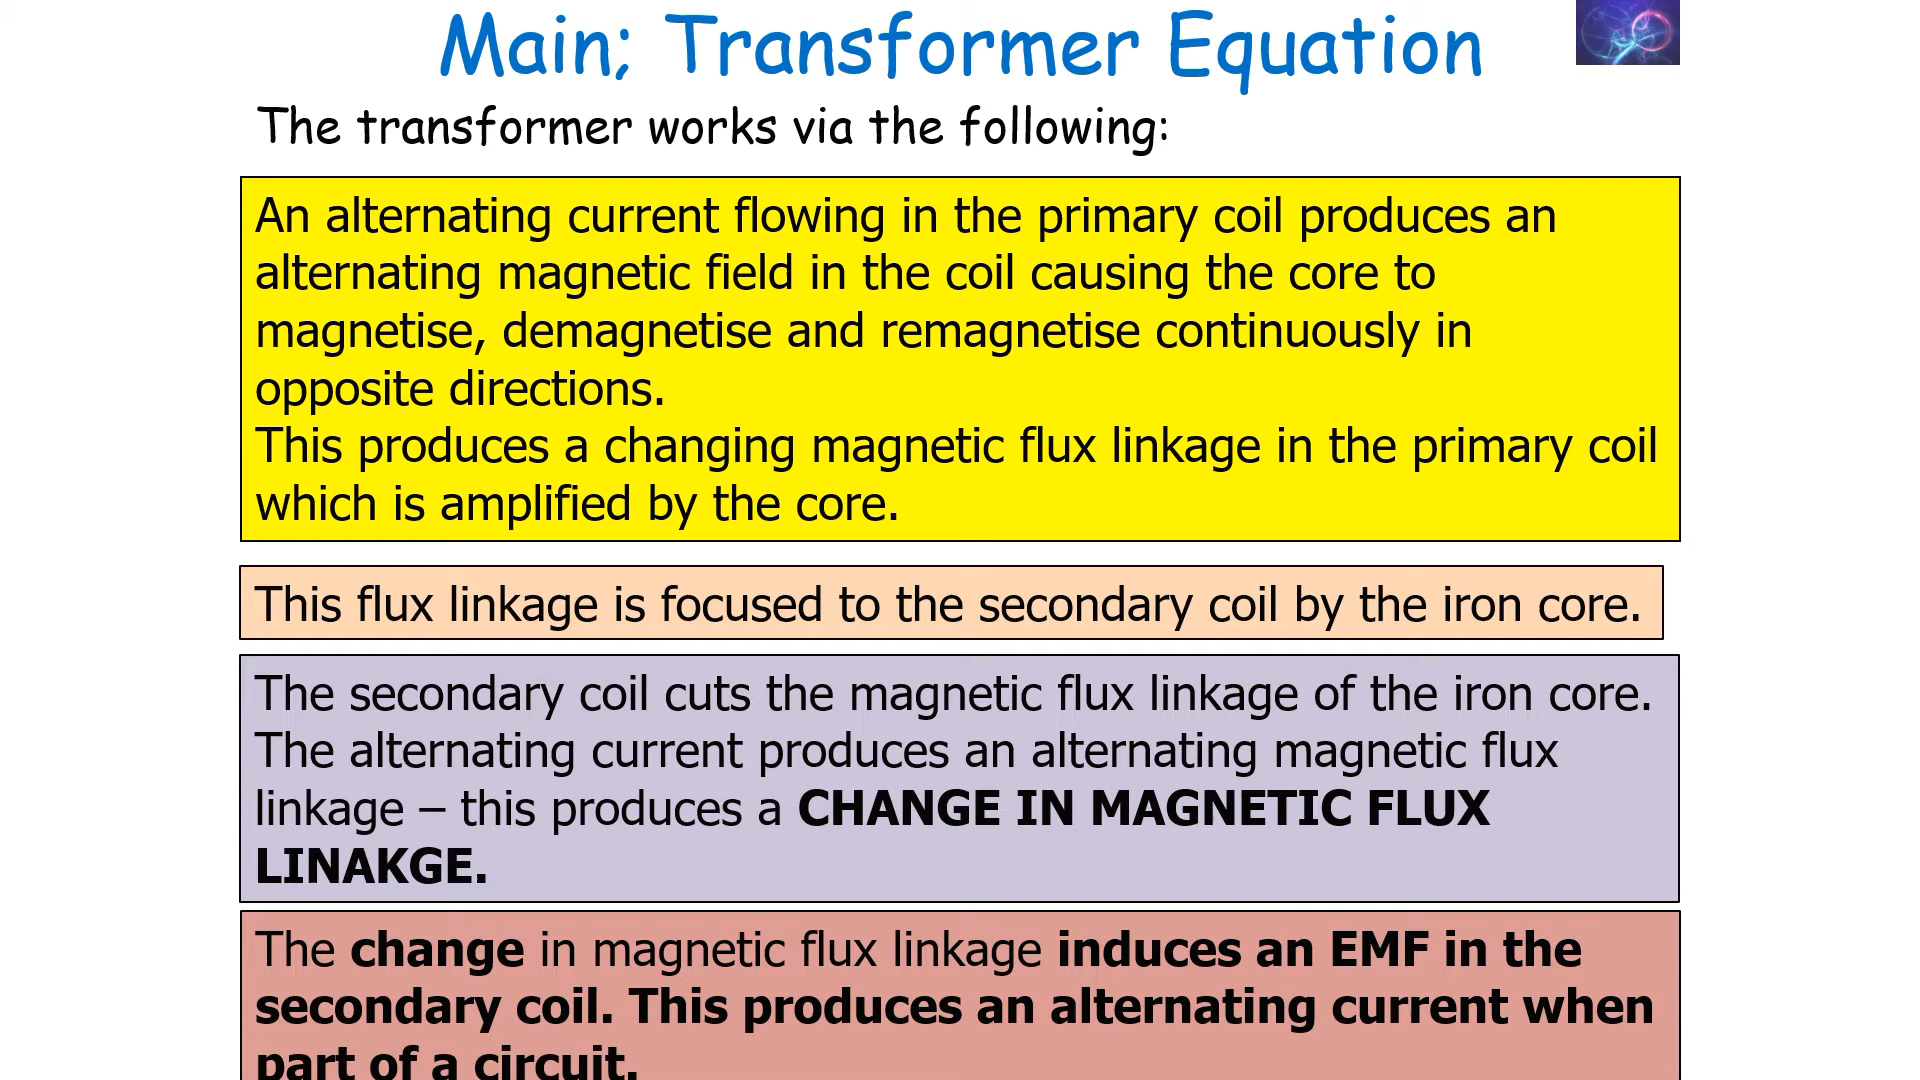 Main; Transformer Equation
The transformer works via the following:
An alternating current flowing in the primary coil produces an
alternating magnetic field in the coil causing the core to
magnetise, demagnetise and remagnetise continuously in
opposite directions.
This produces a changing magnetic flux linkage in the primary coil
which is amplified by the core.
This flux linkage is focused to the secondary coil by the iron core.
The secondary coil cuts the magnetic flux linkage of the iron core.
The alternating current produces an alternating magnetic flux
linkage – this produces a CHANGE IN MAGNETIC FLUX
LINAKGE.
The change in magnetic flux linkage induces an EMF in the
secondary coil. This produces an alternating current when
part of a circuit.